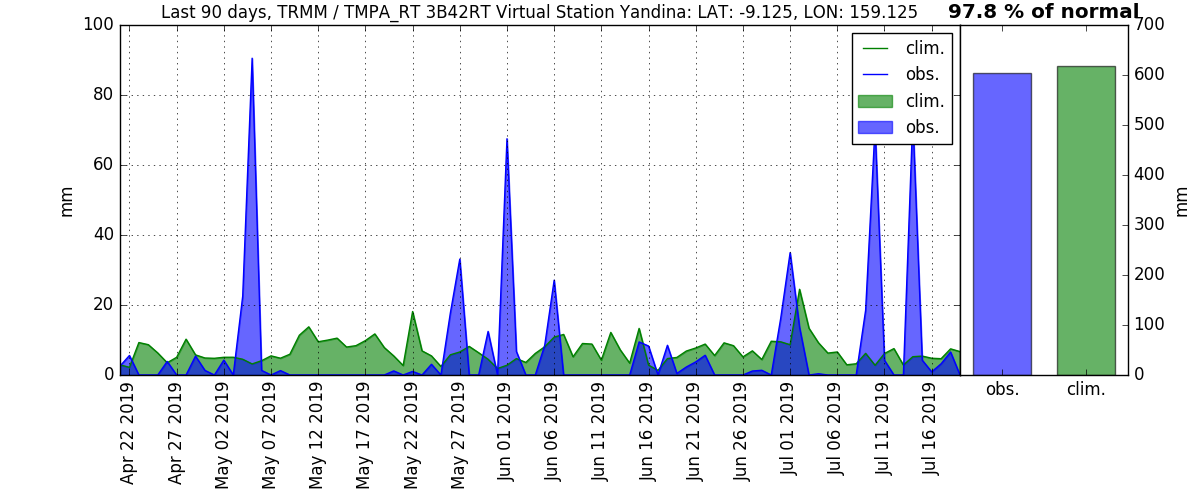 Last 90 days, TRMM / TMPA_RT 3B42RT Virtual Station Yandina: LAT: -9.125, LON: 159.125
97.8 % of normal
100
80
60
40
20
0
mm
clim.
obs.
clim.
obs.
Apr 22 2019
Apr 27 2019
May 02 2019
May 07 2019
May 12 2019
May 17 2019
May 22 2019
May 27 2019
Jun 01 2019
Jun 06 2019
Jun 11 2019
Jun 16 2019
Jun 21 2019
Jun 26 2019
Jul 01 2019
Jul 06 2019
Jul 11 2019
Jul 16 2019
700
600
500
400
300
200
100
0
mm
obs.
clim.